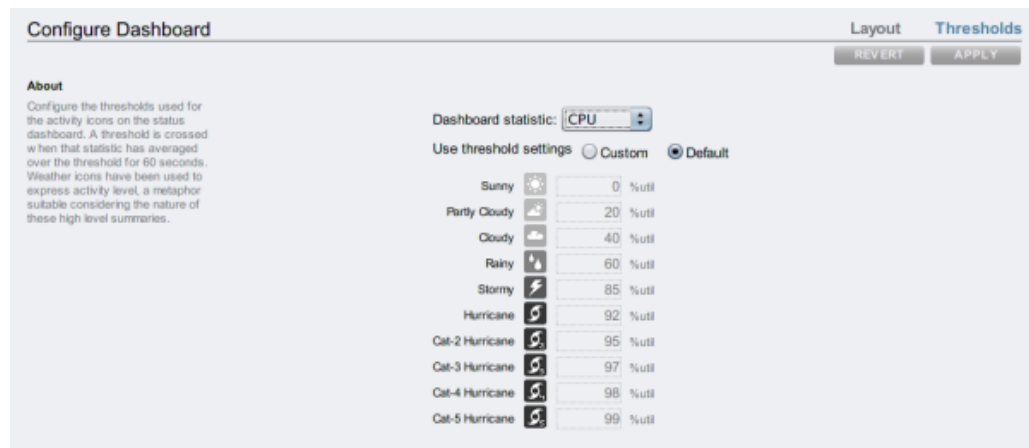 Configure Dashboard
Layout Thresholds
REVERT APPLY
About
Configure the thresholds used for
the activity icons on the status
dashboard. A threshold is crossed
when that statistic has averaged
over the threshold for 60 seconds.
Weather icons have been used to
express activity level, a metaphor
suitable considering the nature of
these high level summaries.
Dashboard statistic: CPU
Use threshold settings Custom Default
Sunny 0 %util
Partly Cloudy 20 %util
Cloudy 40 %util
Rainy 60 %util
Stormy 85 %util
Hurricane 92 %util
Cat-2 Hurricane 2 95 %util
Cat-3 Hurricane 3 97 %util
Cat-4 Hurricane 4 98 %util
Cat-5 Hurricane 5 99 %util